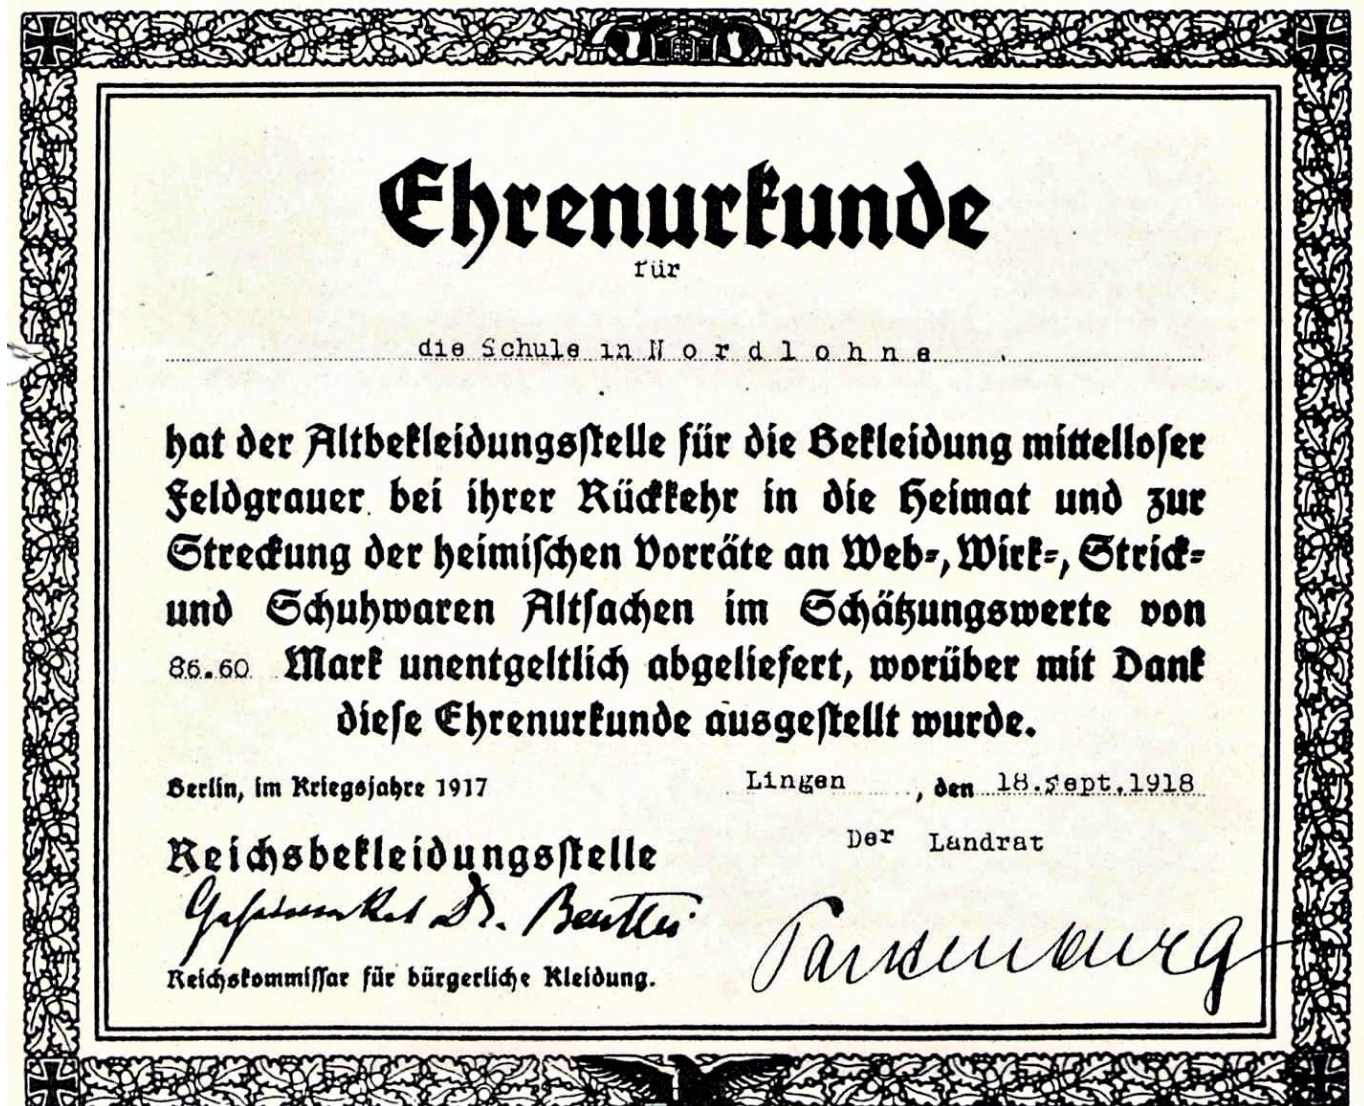 Ehrenurkunde
für
die Schule in Nordlohne.
hat der Altbekleidungsstelle für die Bekleidung mittelloser
Feldgrauer bei ihrer Rückkehr in die Heimat und zur
Streckung der heimischen Vorräte an Web-, Wirk-, Strick-
und Schuhwaren Altsachen im Schätzungswerte von
86.60 Mark unentgeltlich abgeliefert, worüber mit Dank
diese Ehrenurkunde ausgestellt wurde.
Berlin, im Kriegsjahre 1917
Lingen, den 18. Sept. 1918
Der Landrat
Reichsbekleidungsstelle
Dr. Beutler
Reichskommissar für bürgerliche Kleidung.